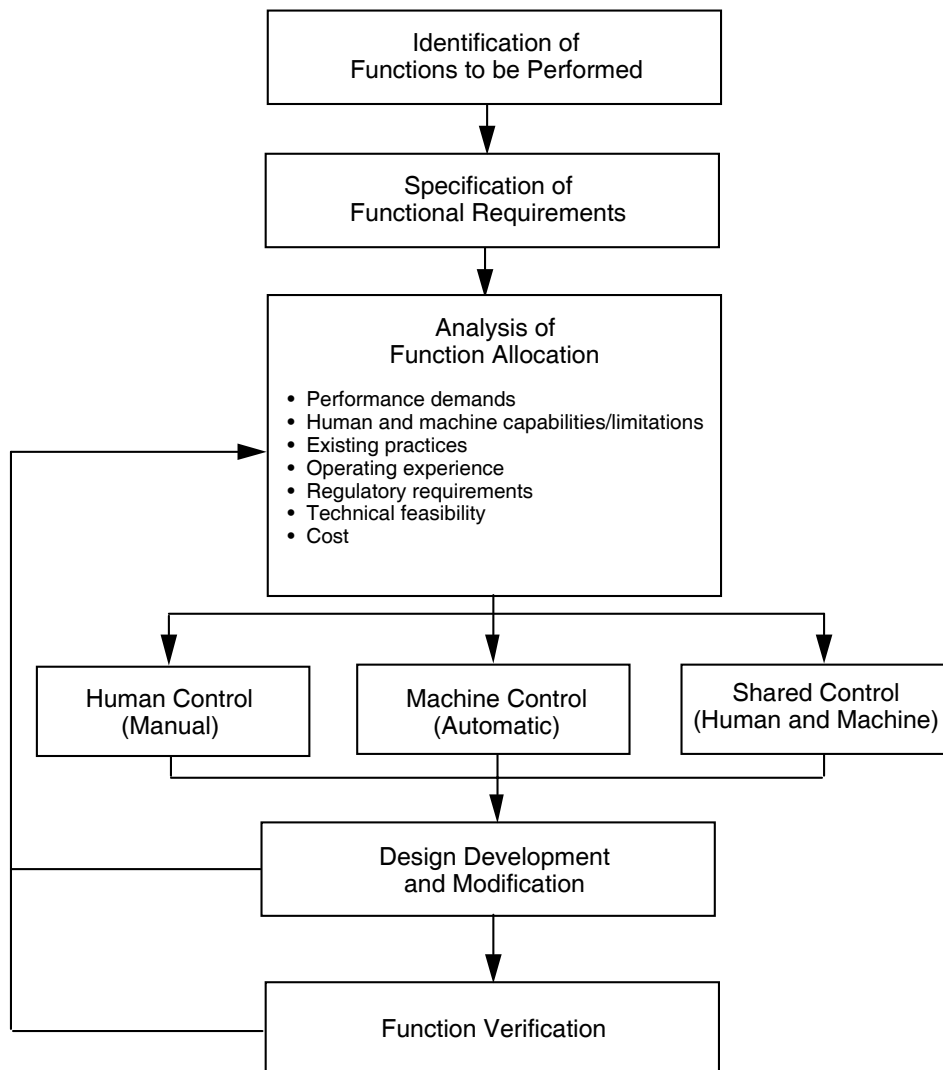 Identification of
Functions to be Performed
Specification of
Functional Requirements
Analysis of
Function Allocation
• Performance demands
• Human and machine capabilities/limitations
• Existing practices
• Operating experience
• Regulatory requirements
• Technical feasibility
• Cost
Human Control
(Manual)
Machine Control
(Automatic)
Shared Control
(Human and Machine)
Design Development
and Modification
Function Verification